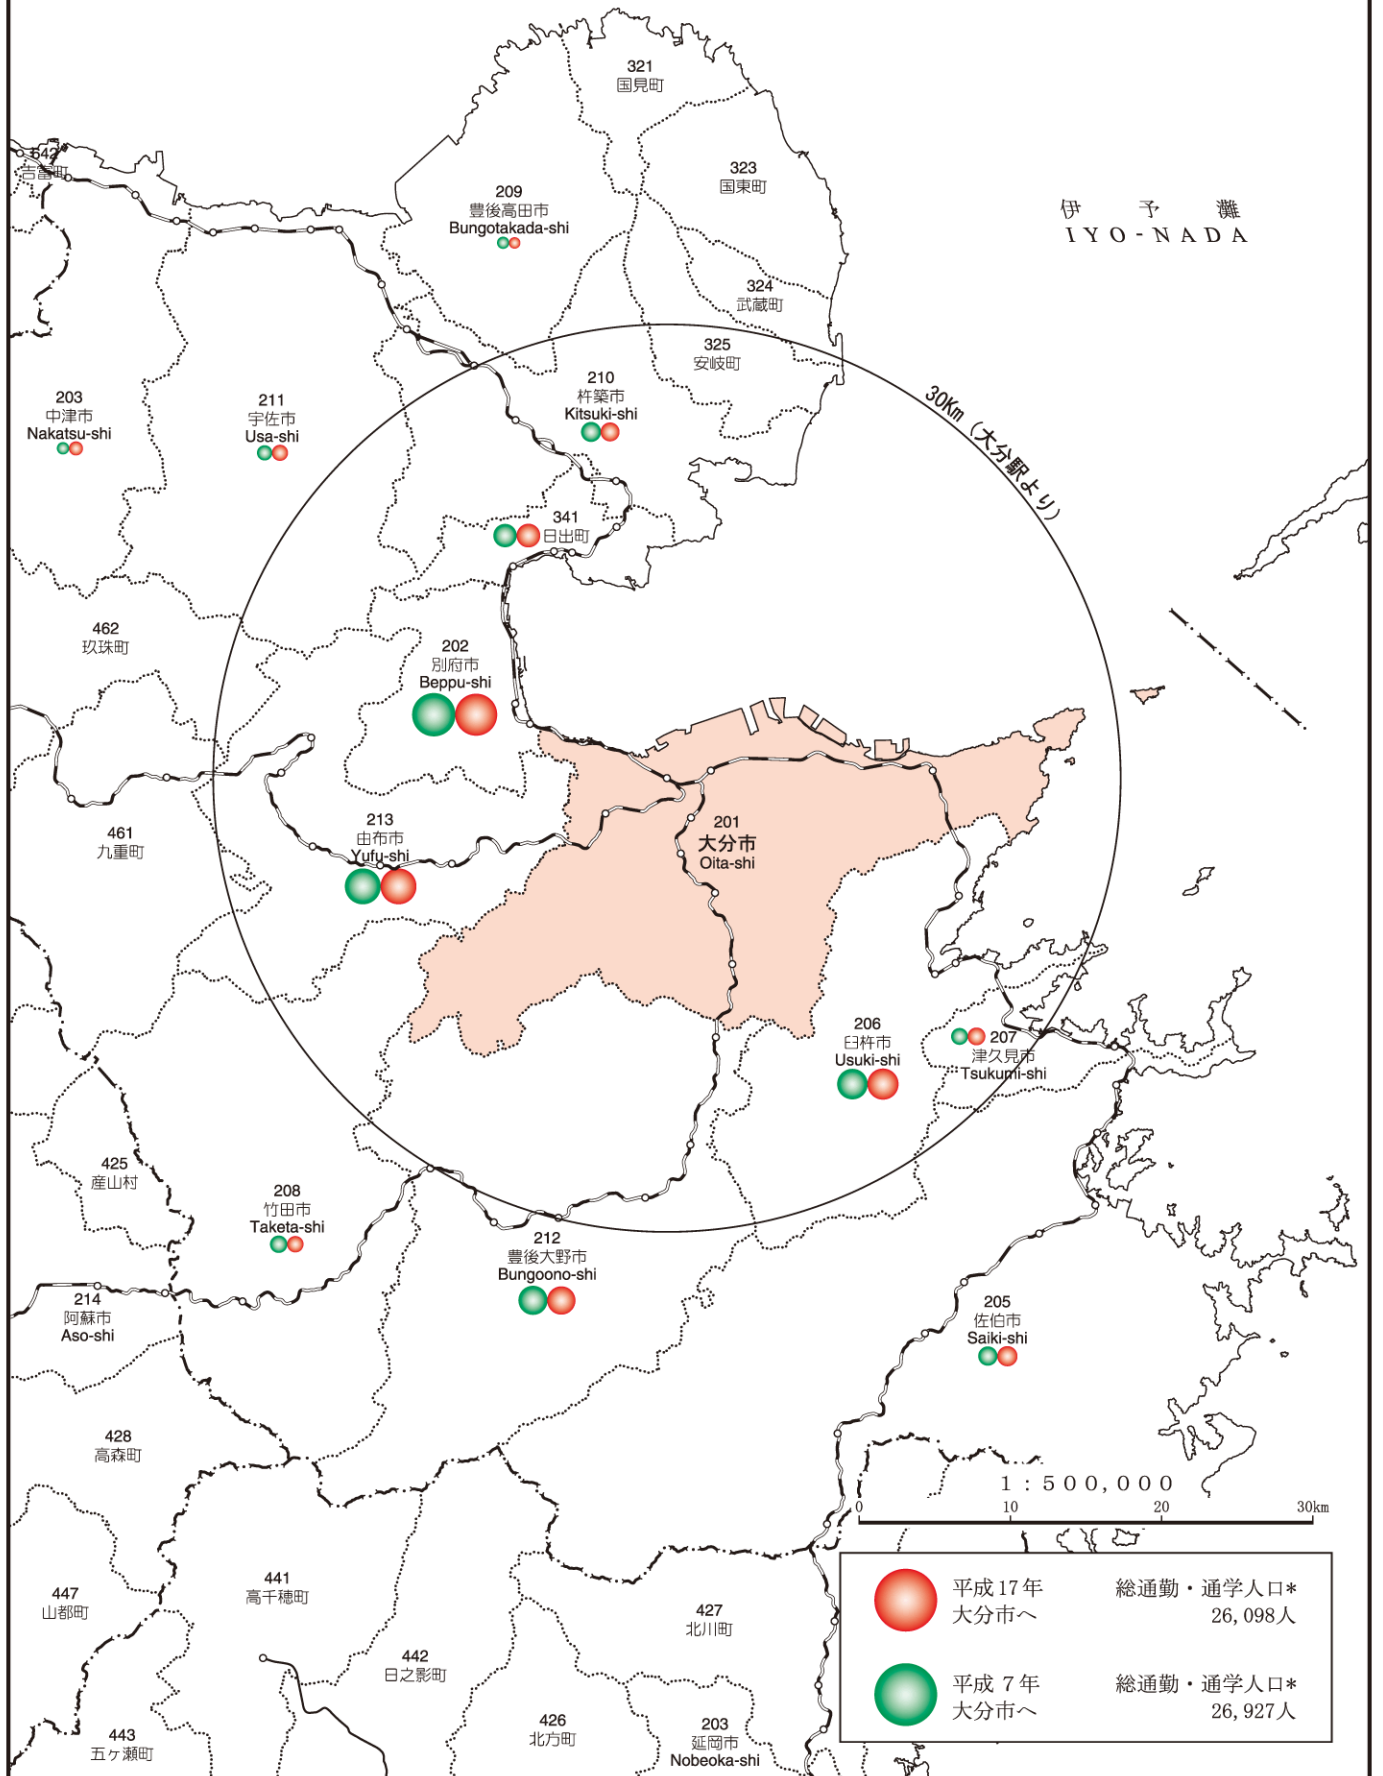 321
国見町
642
吉富町
323
国東町
209
豊後高田市
Bungotakada-shi
伊予灘
IYO-NADA
324
武蔵町
325
安岐町
210
杵築市
Kitsuki-shi
203
中津市
Nakatsu-shi
211
宇佐市
Usa-shi
30Km（大分駅より）
341
日出町
462
玖珠町
202
別府市
Beppu-shi
461
九重町
213
由布市
Yufu-shi
201
大分市
Oita-shi
206
臼杵市
Usuki-shi
207
津久見市
Tsukumi-shi
425
産山村
208
竹田市
Taketa-shi
212
豊後大野市
Bungoono-shi
214
阿蘇市
Aso-shi
205
佐伯市
Saiki-shi
428
高森町
1：500,000
0 10 20 30km
447
山都町
441
高千穂町
442
日之影町
427
北川町
443
五ヶ瀬町
426
北方町
203
延岡市
Nobeoka-shi
平成17年 総通勤・通学人口*
大分市へ 26,098人
平成 7年 総通勤・通学人口*
大分市へ 26,927人